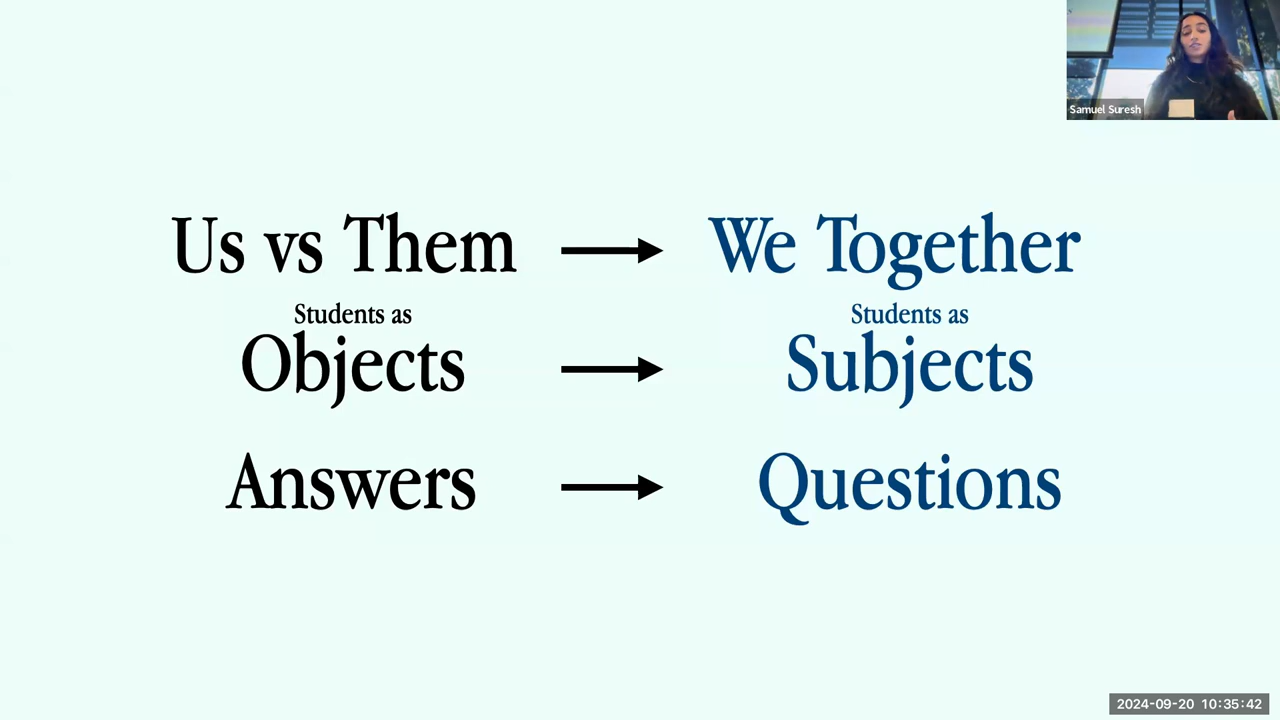 Samuel Suresh
Us vs Them We Together
Students as Students as
Objects Subjects
Answers Questions
2024-09-20 10:35:42